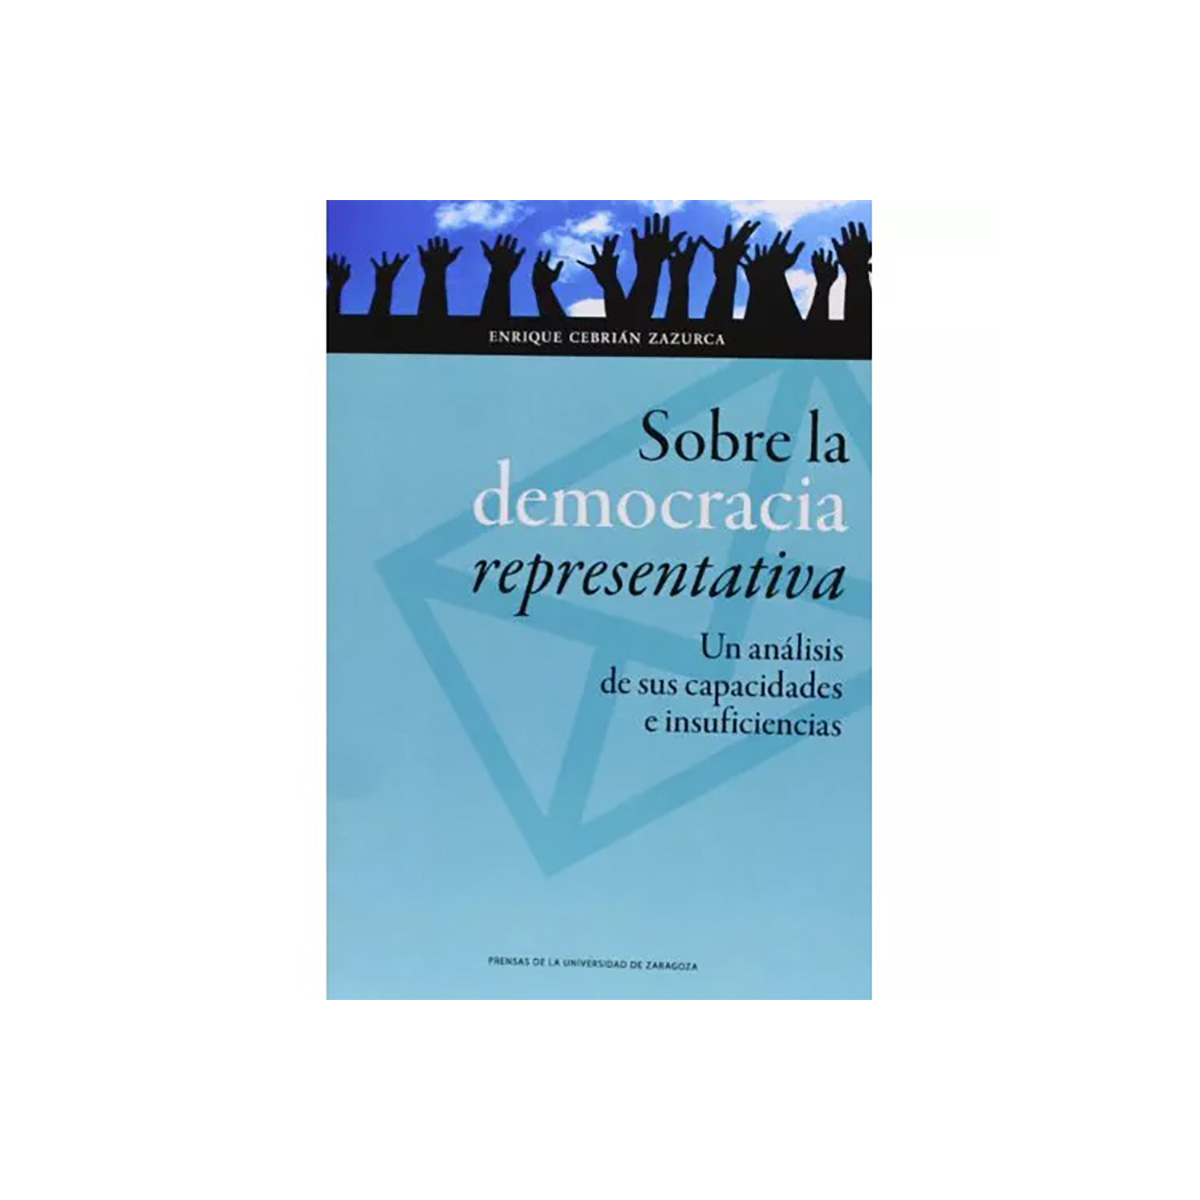 ENRIQUE CEBRIÁN ZAZURCA
Sobre la
democracia
representativa
Un análisis
de sus capacidades
e insuficiencias
PRENSAS DE LA UNIVERSIDAD DE ZARAGOZA